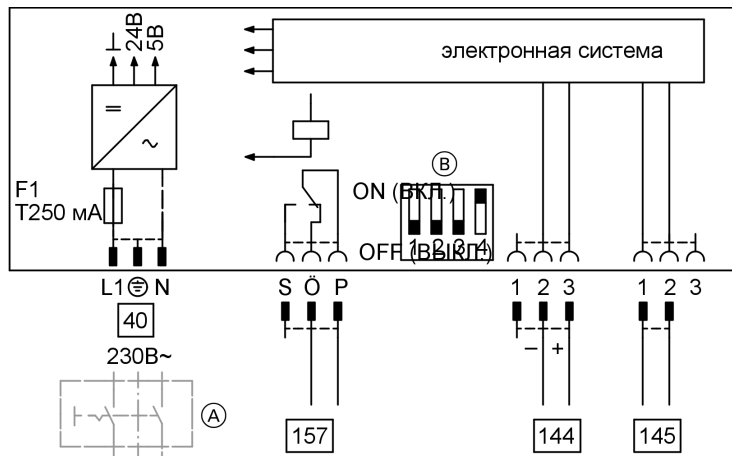 24В
5В
электронная система
B
F1
T250 мА
ON (ВКЛ.)
1 2 3 4
OFF (ВЫКЛ.)
L1 N
S Ö P
1 2 3
1 2 3
40
230В~
– +
A
157
144
145